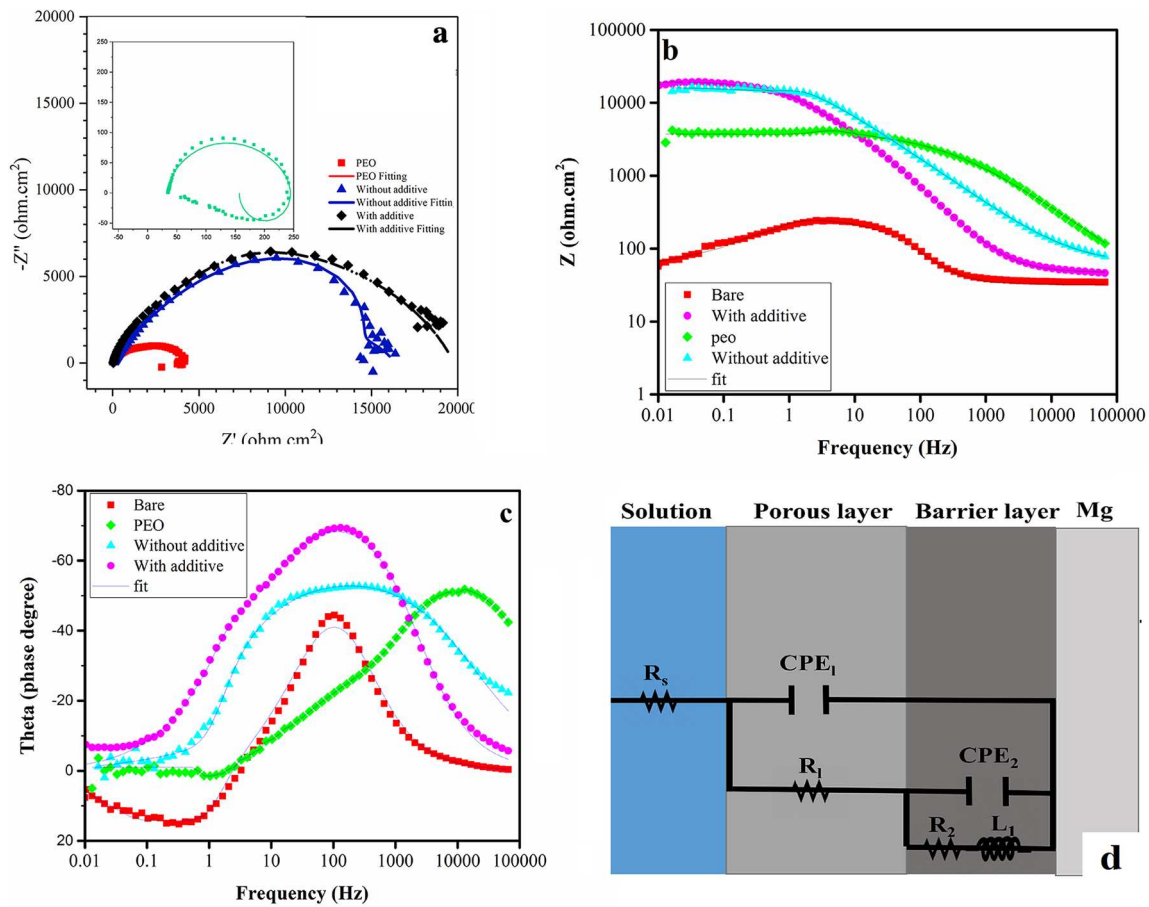 a
20000
15000
10000
5000
0
-Z'' (ohm.cm2)
0
5000
10000
15000
20000
Z' (ohm.cm2)
250
200
150
100
50
0
-50
-50
0
50
100
150
200
250
PEO
PEO Fitting
Without additive
Without additive Fittin
With additive
With additive Fitting
b
100000
10000
1000
100
10
1
Z (ohm.cm2)
Bare
With additive
peo
Without additive
fit
0.01
0.1
1
10
100
1000
10000
100000
Frequency (Hz)
c
-80
-60
-40
-20
0
20
Theta (phase degree)
Bare
PEO
Without additive
With additive
fit
0.01
0.1
1
10
100
1000
10000
100000
Frequency (Hz)
Solution
Porous layer
Barrier layer
Mg
Rs
CPEl
Rl
CPE2
R2
L1
d